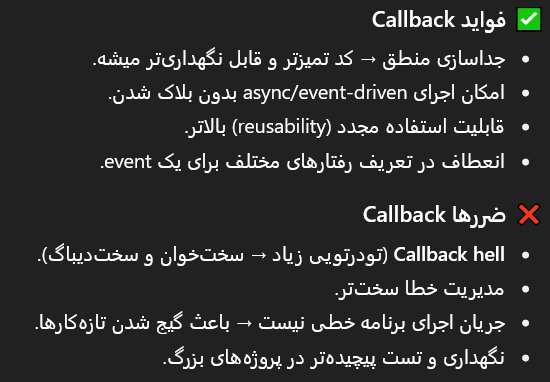 ✅ فواید Callback
• جداسازی منطق → کد تمیزتر و قابل نگهداری‌تر میشه.
• امکان اجرای async/event-driven بدون بلاک شدن.
• قابلیت استفاده مجدد (reusability) بالاتر.
• انعطاف در تعریف رفتارهای مختلف برای یک event.
❌ ضررها Callback
• Callback hell (تودرتویی زیاد → سخت‌خوان و سخت‌دیباگ).
• مدیریت خطا سخت‌تر.
• جریان اجرای برنامه خطی نیست → باعث گیج شدن تازه‌کارها.
• نگهداری و تست پیچیده‌تر در پروژه‌های بزرگ.